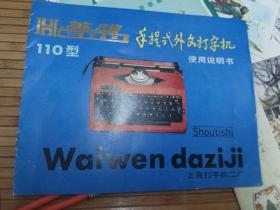 手提式外文打字机
110型
使用说明书
Shoutishi
Waiwen daziji
上海打字机二厂